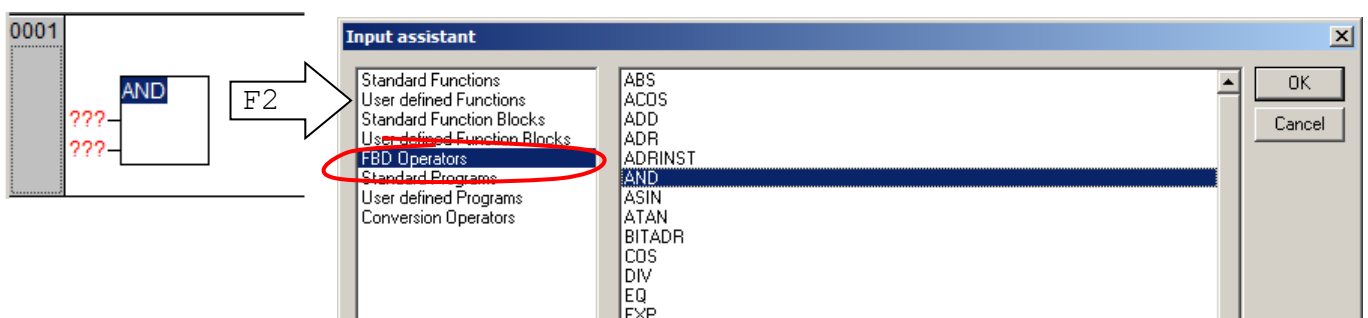 0001
AND
???
???
F2
Input assistant
Standard Functions
User defined Functions
Standard Function Blocks
User defined Function Blocks
FBD Operators
Standard Programs
User defined Programs
Conversion Operators
ABS
ACOS
ADD
ADR
ADRINST
AND
ASIN
ATAN
BITADR
COS
DIV
EQ
EXP
OK
Cancel